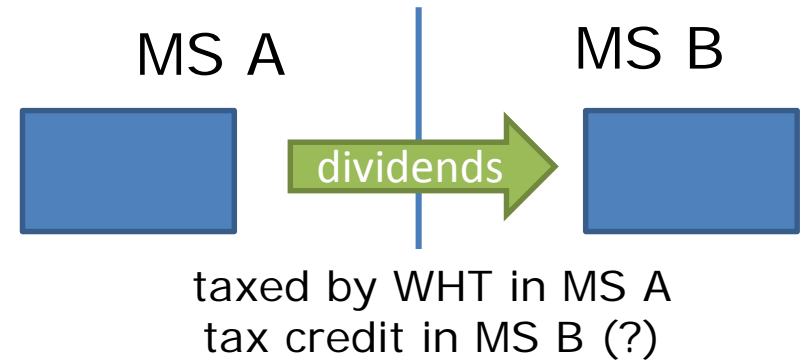 MS A
MS B
dividends
taxed by WHT in MS A
tax credit in MS B (?)